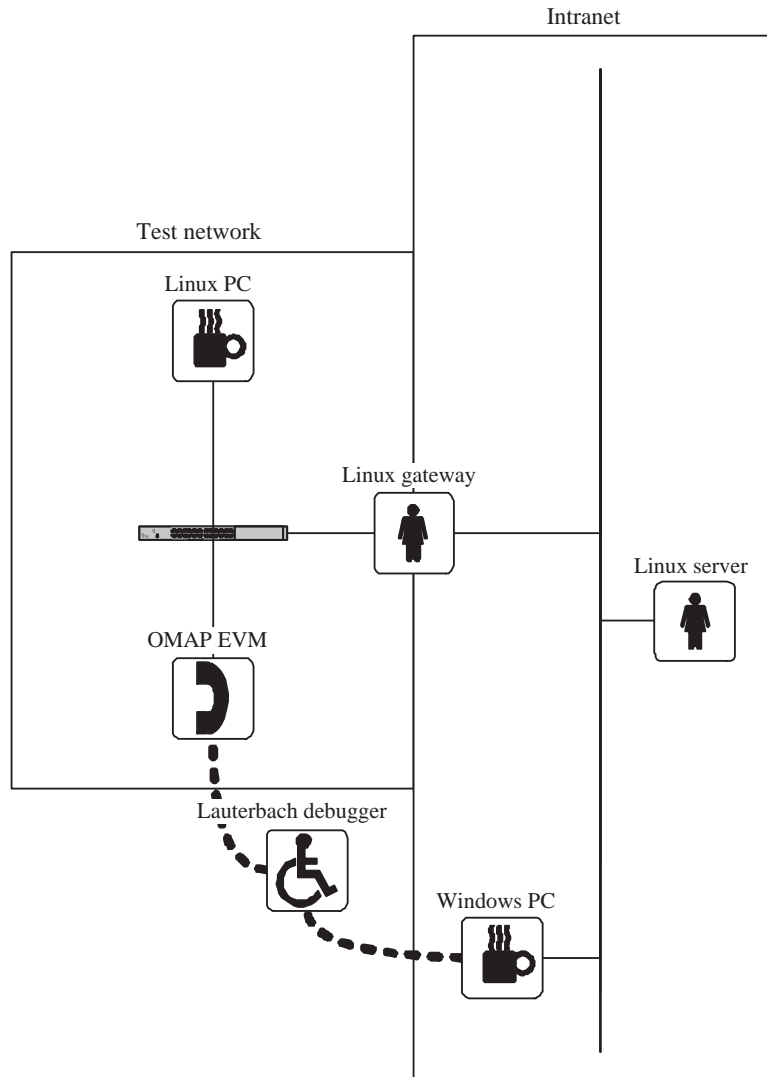 Intranet
Test network
Linux PC
Linux gateway
Linux server
OMAP EVM
Lauterbach debugger
Windows PC